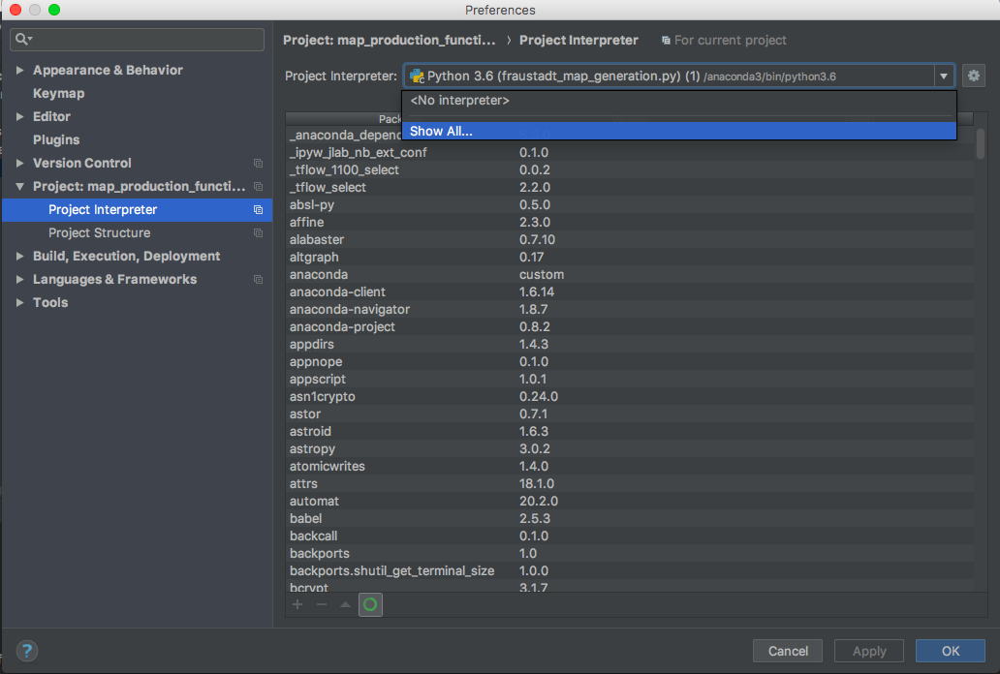 Preferences
Appearance & Behavior
Keymap
Editor
Plugins
Version Control
Project: map_production_functi...
Project Interpreter
Project Structure
Build, Execution, Deployment
Languages & Frameworks
Tools
Project: map_production_functi... › Project Interpreter For current project
Project Interpreter: Python 3.6 (fraustadt_map_generation.py) (1) /anaconda3/bin/python3.6
<No interpreter>
Show All...
_ipyw_jlab_nb_ext_conf 0.1.0
_tflow_1100_select 0.0.2
_tflow_select 2.2.0
absl-py 0.5.0
affine 2.3.0
alabaster 0.7.10
altgraph 0.17
anaconda custom
anaconda-client 1.6.14
anaconda-navigator 1.8.7
anaconda-project 0.8.2
appdirs 1.4.3
appnope 0.1.0
appscript 1.0.1
asn1crypto 0.24.0
astor 0.7.1
astroid 1.6.3
astropy 3.0.2
atomicwrites 1.4.0
attrs 18.1.0
automat 20.2.0
babel 2.5.3
backcall 0.1.0
backports 1.0
backports.shutil_get_terminal_size 1.0.0
bcrypt 3.1.7
? Cancel Apply OK